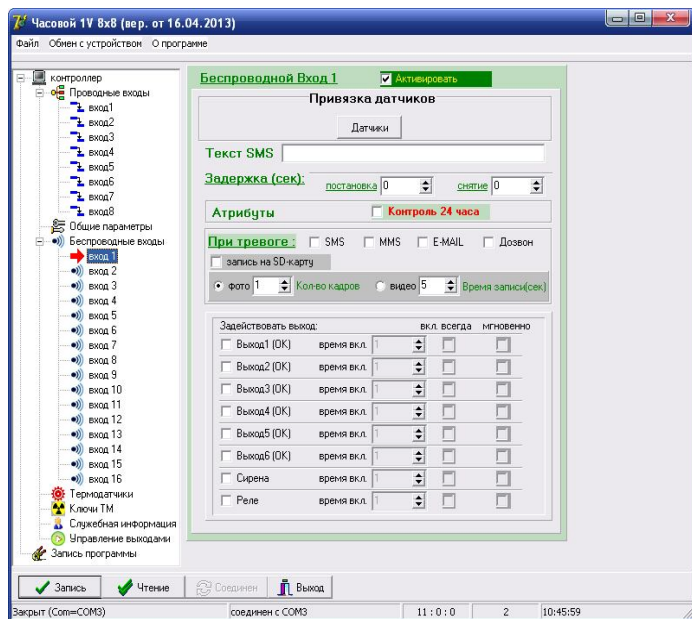 Часовой 1V 8x8 (вер. от 16.04.2013)
Файл Обмен с устройством О программе
контроллер
Проводные входы
вход1
вход2
вход3
вход4
вход5
вход6
вход7
вход8
Общие параметры
Беспроводные входы
вход 1
вход 2
вход 3
вход 4
вход 5
вход 6
вход 7
вход 8
вход 9
вход 10
вход 11
вход 12
вход 13
вход 14
вход 15
вход 16
Термодатчики
Ключи ТМ
Служебная информация
Управление выходами
Запись программы
Беспроводной Вход 1 Активировать
Привязка датчиков
Датчики
Текст SMS
Задержка (сек): постановка 0 снятие 0
Атрибуты Контроль 24 часа
При тревоге : SMS MMS E-MAIL Дозвон
запись на SD-карту
фото 1 Кол-во кадров видео 5 Время записи(сек)
Задействовать выход: вкл. всегда мгновенно
Выход1 (ОК) время вкл. 1
Выход2 (ОК) время вкл. 1
Выход3 (ОК) время вкл. 1
Выход4 (ОК) время вкл. 1
Выход5 (ОК) время вкл. 1
Выход6 (ОК) время вкл. 1
Сирена время вкл. 1
Реле время вкл. 1
Запись Чтение Соединен Выход
Закрыт (Com=COM3) соединен с COM3 11 : 0 : 0 2 10:45:59